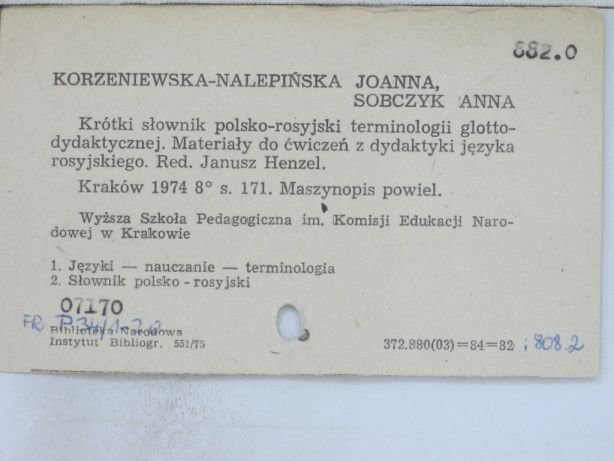 882.0
KORZENIEWSKA-NALEPIŃSKA JOANNA,
SOBCZYK ANNA
Krótki słownik polsko-rosyjski terminologii glotto-
dydaktycznej. Materiały do ćwiczeń z dydaktyki języka
rosyjskiego. Red. Janusz Henzel.
Kraków 1974 8° s. 171. Maszynopis powiel.
Wyższa Szkoła Pedagogiczna im. Komisji Edukacji Naro-
dowej w Krakowie
1. Języki — nauczanie — terminologia
2. Słownik polsko-rosyjski
07170
FR
Biblioteka Narodowa
Instytut Bibliogr. 551/75
372.880(03)=84=82 ; 808.2